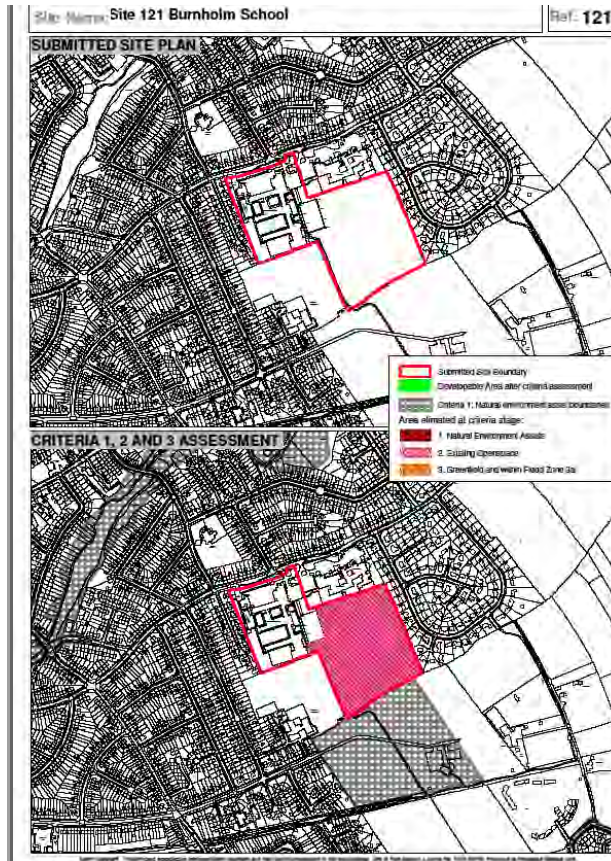 Site Name: Site 121 Burnholm School
Ref: 121
SUBMITTED SITE PLAN
Submitted Site Boundary
Developable Area after criteria assessment
Criteria 1: Natural environment asset boundaries
Area elimated at criteria stage:
1. Natural Environment Assets
2. Existing Openspace
3. Greenfield and within Flood Zone 3a
CRITERIA 1, 2 AND 3 ASSESSMENT